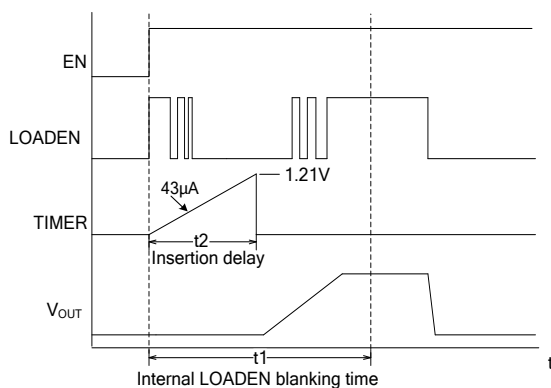 EN
LOADEN
43µA
1.21V
TIMER
t2
Insertion delay
VOUT
t
t1
Internal LOADEN blanking time